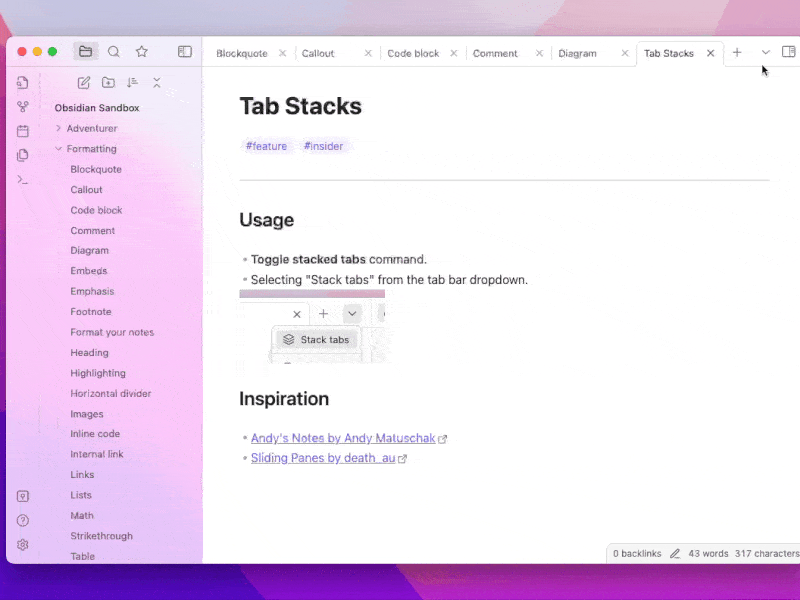 Blockquote
Callout
Code block
Comment
Diagram
Tab Stacks
Obsidian Sandbox
Adventurer
Formatting
Blockquote
Callout
Code block
Comment
Diagram
Embeds
Emphasis
Footnote
Format your notes
Heading
Highlighting
Horizontal divider
Images
Inline code
Internal link
Links
Lists
Math
Strikethrough
Table
Tab Stacks
#feature #insider
Usage
Toggle stacked tabs command.
Selecting "Stack tabs" from the tab bar dropdown.
Stack tabs
Inspiration
Andy's Notes by Andy Matuschak
Sliding Panes by death_au
0 backlinks 43 words 317 characters